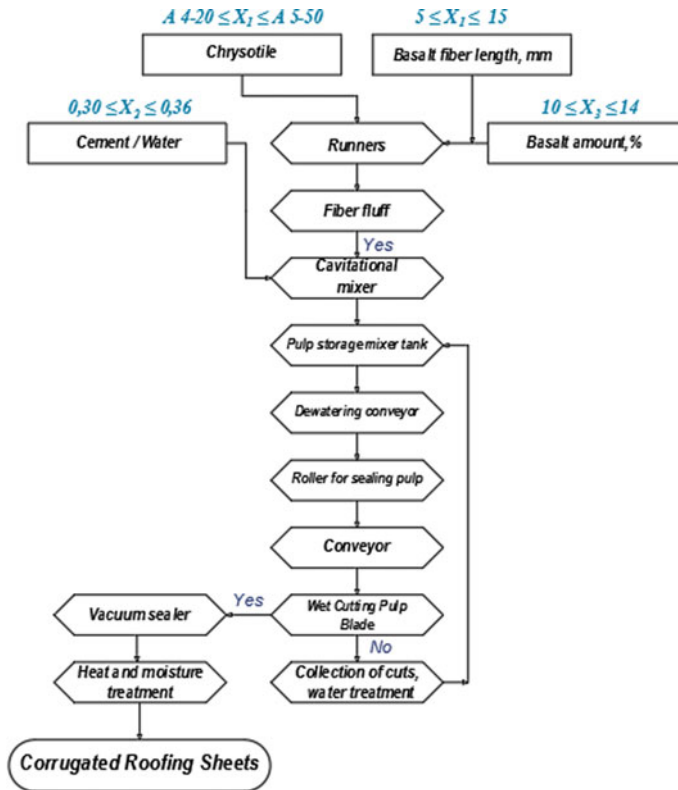 A 4-20 ≤ X₁ ≤ A 5-50
5 ≤ X₁ ≤ 15
Chrysotile
Basalt fiber length, mm
0,30 ≤ X₂ ≤ 0,36
10 ≤ X₃ ≤ 14
Cement / Water
Runners
Basalt amount, %
Fiber fluff
Yes
Cavitational
mixer
Pulp storage mixer tank
Dewatering conveyor
Roller for sealing pulp
Conveyor
Yes
Vacuum sealer
Wet Cutting Pulp
Blade
No
Heat and moisture
treatment
Collection of cuts,
water treatment
Corrugated Roofing Sheets